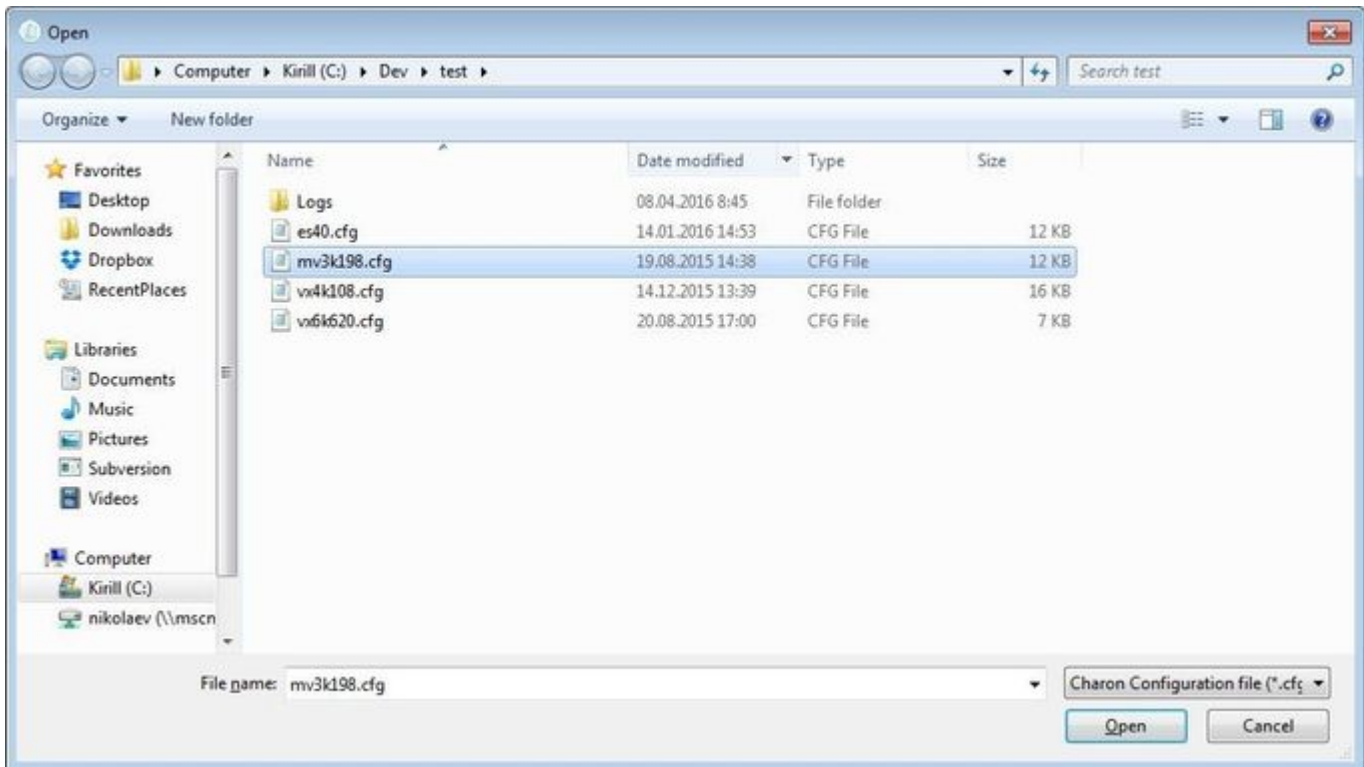 Open
Computer Kirill (C:) Dev test
Search test
Organize New folder
Name Date modified Type Size
Favorites
Desktop
Downloads
Dropbox
RecentPlaces
Libraries
Documents
Music
Pictures
Subversion
Videos
Computer
Kirill (C:)
nikolaev (\\mscn
Logs 08.04.2016 8:45 File folder
es40.cfg 14.01.2016 14:53 CFG File 12 KB
mv3k198.cfg 19.08.2015 14:38 CFG File 12 KB
vx4k108.cfg 14.12.2015 13:39 CFG File 16 KB
vx6k620.cfg 20.08.2015 17:00 CFG File 7 KB
File name: mv3k198.cfg
Charon Configuration file (*.cfg
Open Cancel